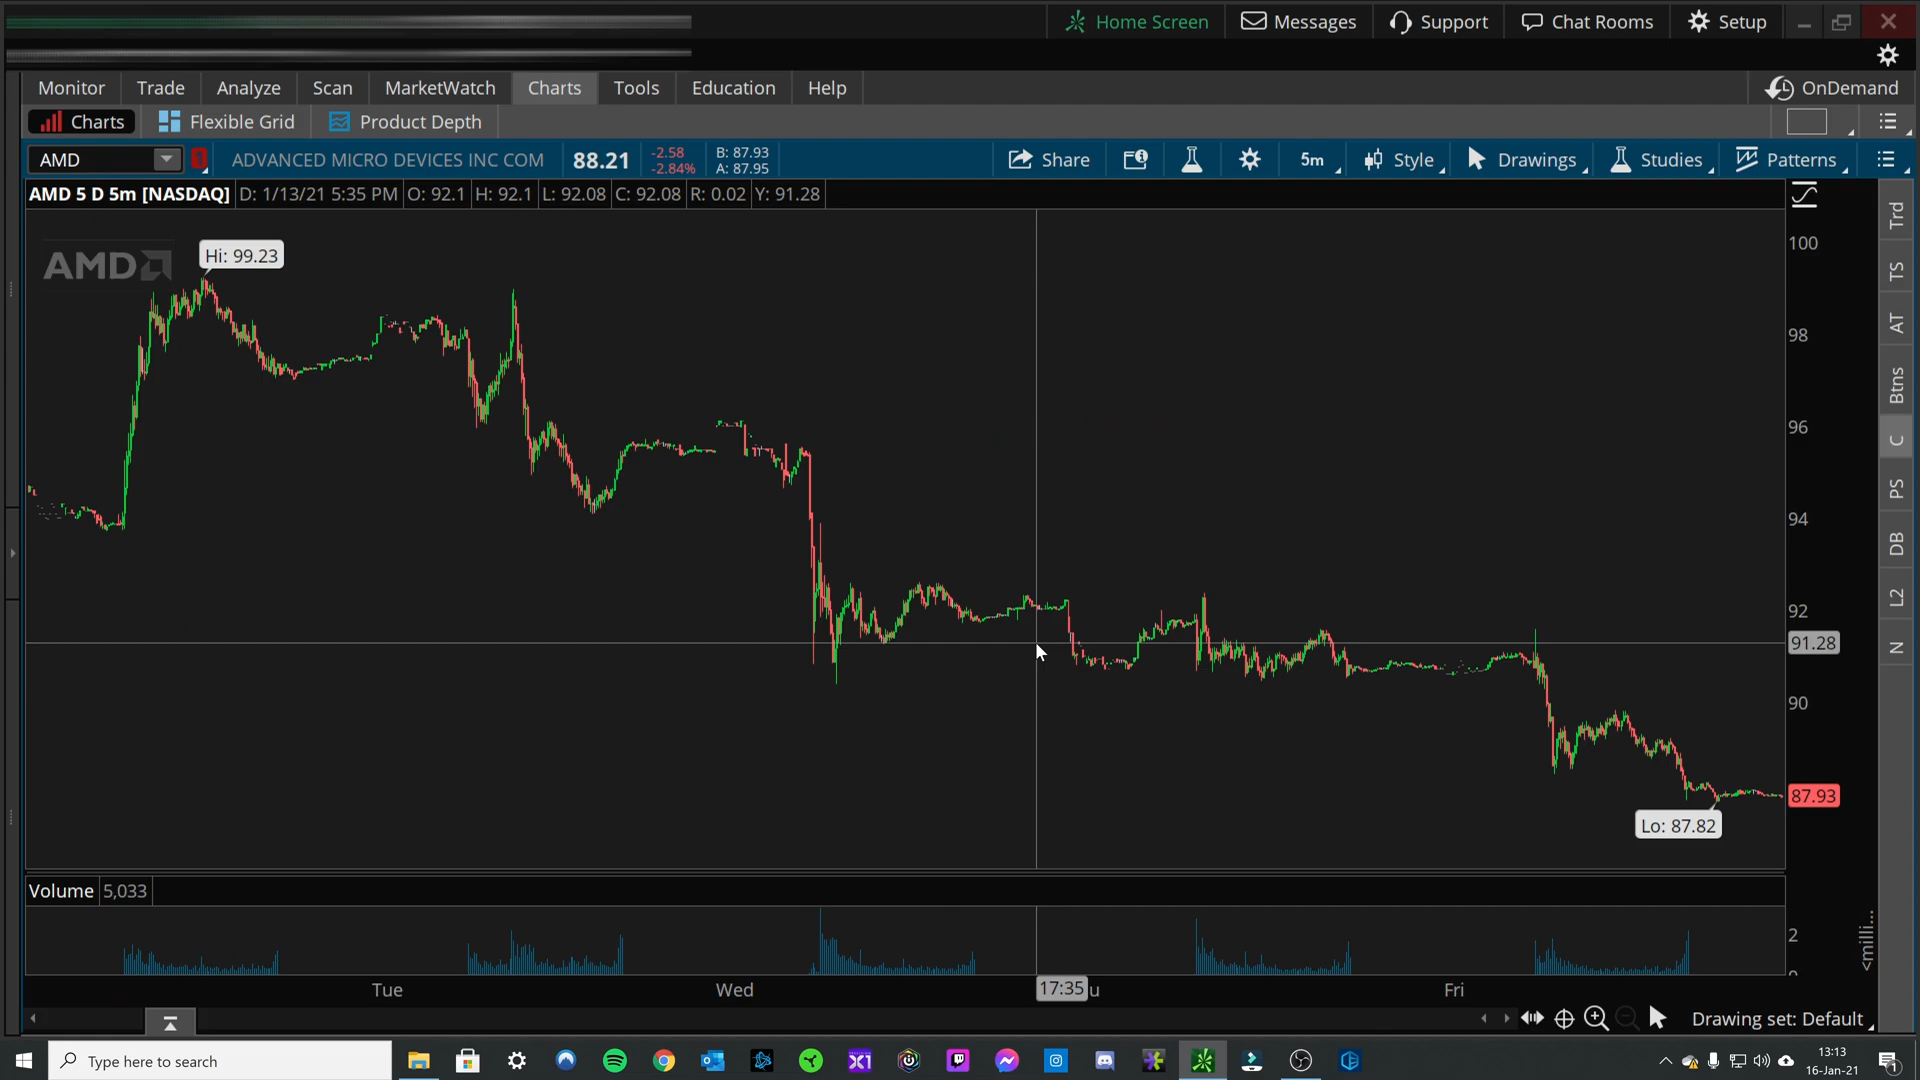 Home Screen Messages Support Chat Rooms Setup
Monitor Trade Analyze Scan MarketWatch Charts Tools Education Help OnDemand
Charts Flexible Grid Product Depth
AMD ADVANCED MICRO DEVICES INC COM 88.21 -2.58 B: 87.93 Share 5m Style Drawings Studies Patterns
-2.84% A: 87.95
AMD 5 D 5m [NASDAQ] D: 1/13/21 5:35 PM O: 92.1 H: 92.1 L: 92.08 C: 92.08 R: 0.02 Y: 91.28
Trd
100
AMD
Hi: 99.23
TS
AT
98
Btns
96
C
PS
94
DB
L2
92
91.28
N
90
87.93
Lo: 87.82
Volume 5,033
2
<milli...
0
Tue Wed 17:35 u Fri
Drawing set: Default
Type here to search
X1
13:13
16-Jan-21
1